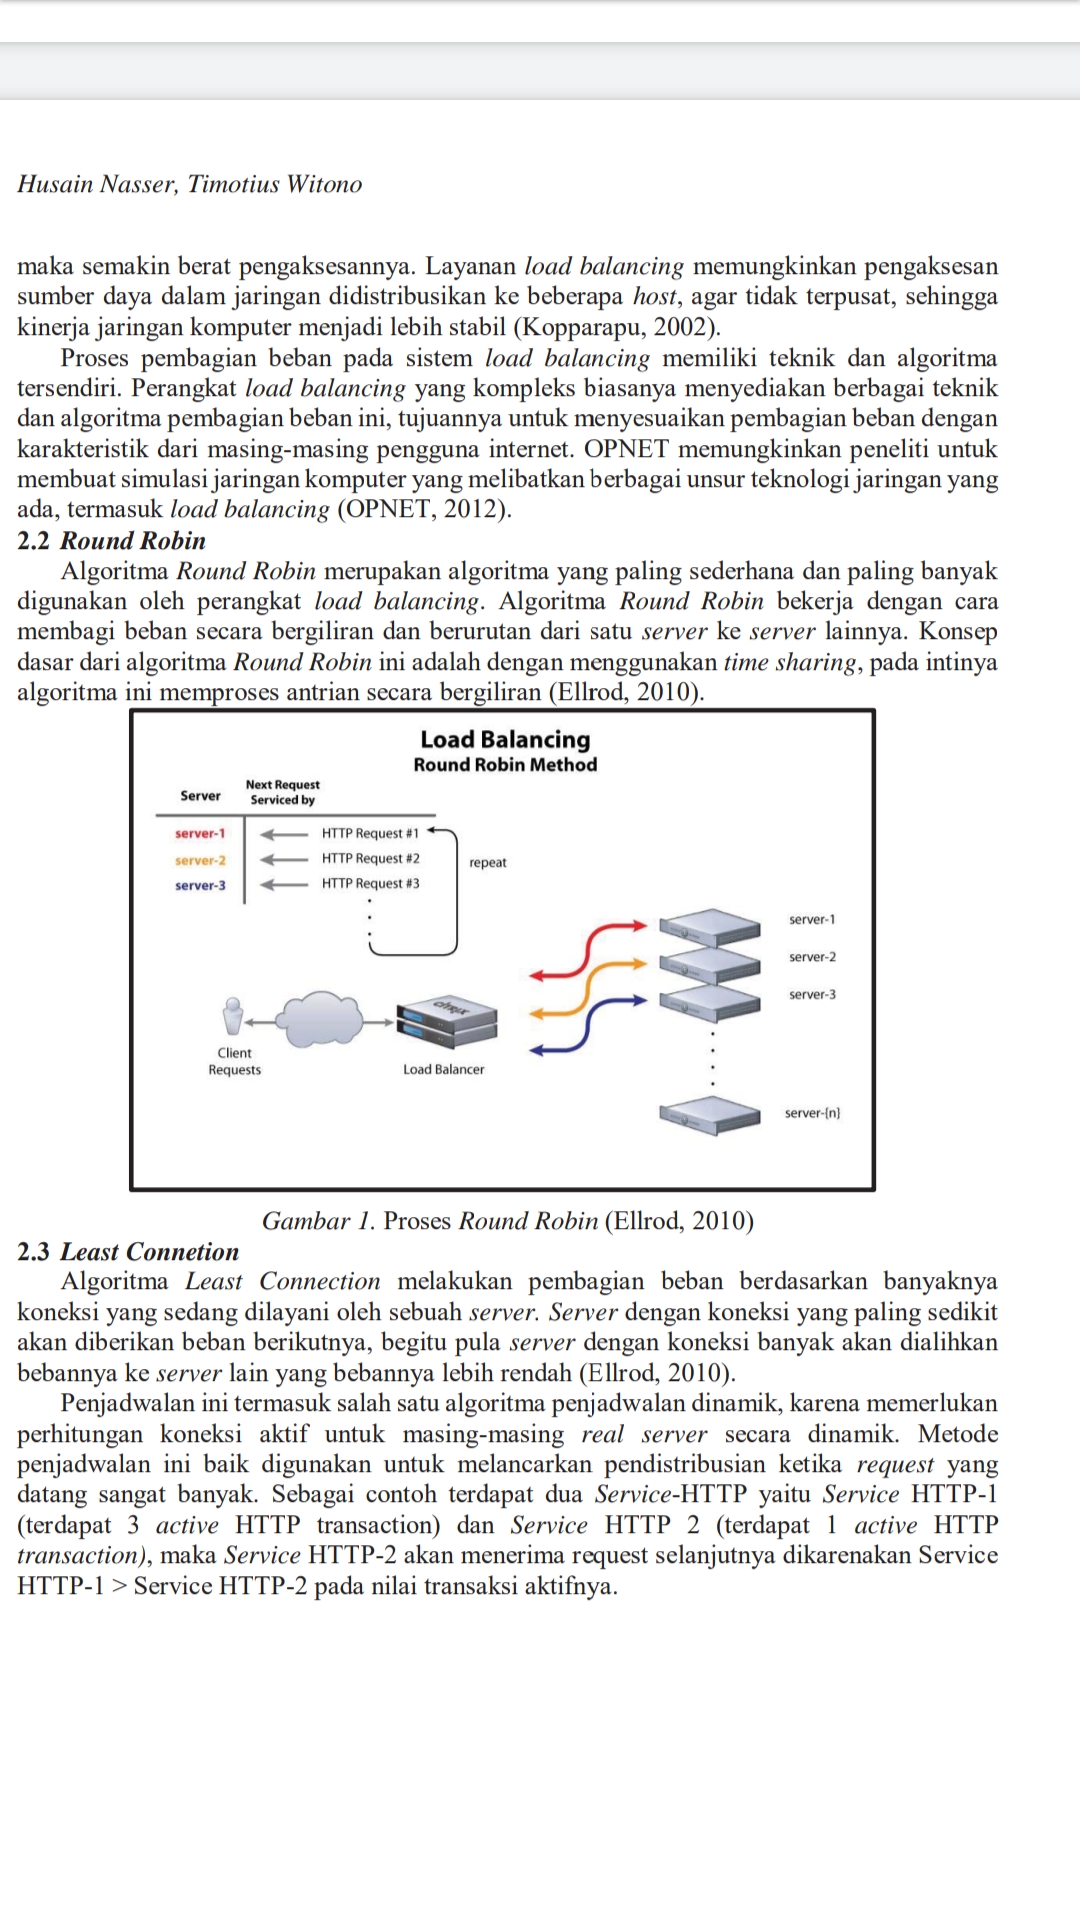 Husain Nasser, Timotius Witono
maka semakin berat pengaksesannya. Layanan load balancing memungkinkan pengaksesan
sumber daya dalam jaringan didistribusikan ke beberapa host, agar tidak terpusat, sehingga
kinerja jaringan komputer menjadi lebih stabil (Kopparapu, 2002).
Proses pembagian beban pada sistem load balancing memiliki teknik dan algoritma
tersendiri. Perangkat load balancing yang kompleks biasanya menyediakan berbagai teknik
dan algoritma pembagian beban ini, tujuannya untuk menyesuaikan pembagian beban dengan
karakteristik dari masing-masing pengguna internet. OPNET memungkinkan peneliti untuk
membuat simulasi jaringan komputer yang melibatkan berbagai unsur teknologi jaringan yang
ada, termasuk load balancing (OPNET, 2012).
2.2 Round Robin
Algoritma Round Robin merupakan algoritma yang paling sederhana dan paling banyak
digunakan oleh perangkat load balancing. Algoritma Round Robin bekerja dengan cara
membagi beban secara bergiliran dan berurutan dari satu server ke server lainnya. Konsep
dasar dari algoritma Round Robin ini adalah dengan menggunakan time sharing, pada intinya
algoritma ini memproses antrian secara bergiliran (Ellrod, 2010).
Load Balancing
Round Robin Method
Server
Next Request
Serviced by
server-1 HTTP Request #1
server-2 HTTP Request #2
repeat
server-3 HTTP Request #3
server-1
server-2
server-3
citrix
Client
Requests
Load Balancer
server-{n}
Gambar 1. Proses Round Robin (Ellrod, 2010)
2.3 Least Connetion
Algoritma Least Connection melakukan pembagian beban berdasarkan banyaknya
koneksi yang sedang dilayani oleh sebuah server. Server dengan koneksi yang paling sedikit
akan diberikan beban berikutnya, begitu pula server dengan koneksi banyak akan dialihkan
bebannya ke server lain yang bebannya lebih rendah (Ellrod, 2010).
Penjadwalan ini termasuk salah satu algoritma penjadwalan dinamik, karena memerlukan
perhitungan koneksi aktif untuk masing-masing real server secara dinamik. Metode
penjadwalan ini baik digunakan untuk melancarkan pendistribusian ketika request yang
datang sangat banyak. Sebagai contoh terdapat dua Service-HTTP yaitu Service HTTP-1
(terdapat 3 active HTTP transaction) dan Service HTTP 2 (terdapat 1 active HTTP
transaction), maka Service HTTP-2 akan menerima request selanjutnya dikarenakan Service
HTTP-1 > Service HTTP-2 pada nilai transaksi aktifnya.